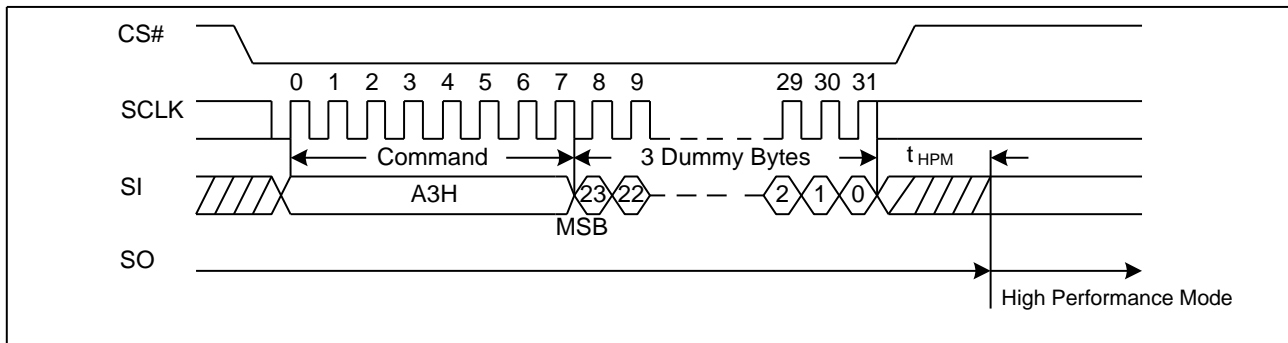 CS#
0 1 2 3 4 5 6 7 8 9 29 30 31
SCLK
Command 3 Dummy Bytes t HPM
SI A3H 23 22 2 1 0
MSB
SO
High Performance Mode